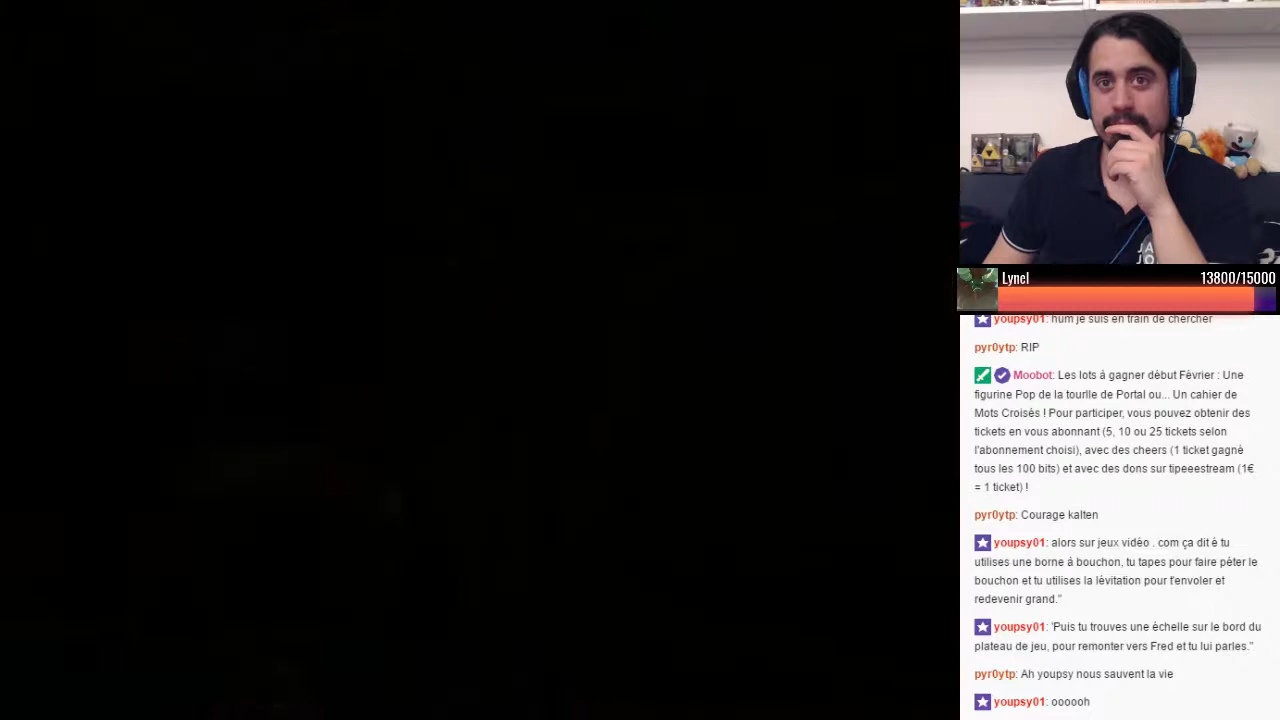 Lynel 13800/15000
youpsy01: hum je suis en train de chercher
pyr0ytp: RIP
Moobot: Les lots à gagner début Février : Une
figurine Pop de la tourlle de Portal ou... Un cahier de
Mots Croisés ! Pour participer, vous pouvez obtenir des
tickets en vous abonnant (5, 10 ou 25 tickets selon
l'abonnement choisi), avec des cheers (1 ticket gagné
tous les 100 bits) et avec des dons sur tipeeestream (1€
= 1 ticket) !
pyr0ytp: Courage kalten
youpsy01: alors sur jeux vidéo . com ça dit è tu
utilises une borne à bouchon, tu tapes pour faire péter le
bouchon et tu utilises la lévitation pour t'envoler et
redevenir grand."
youpsy01: 'Puis tu trouves une échelle sur le bord du
plateau de jeu, pour remonter vers Fred et tu lui parles."
pyr0ytp: Ah youpsy nous sauvent la vie
youpsy01: oooooh